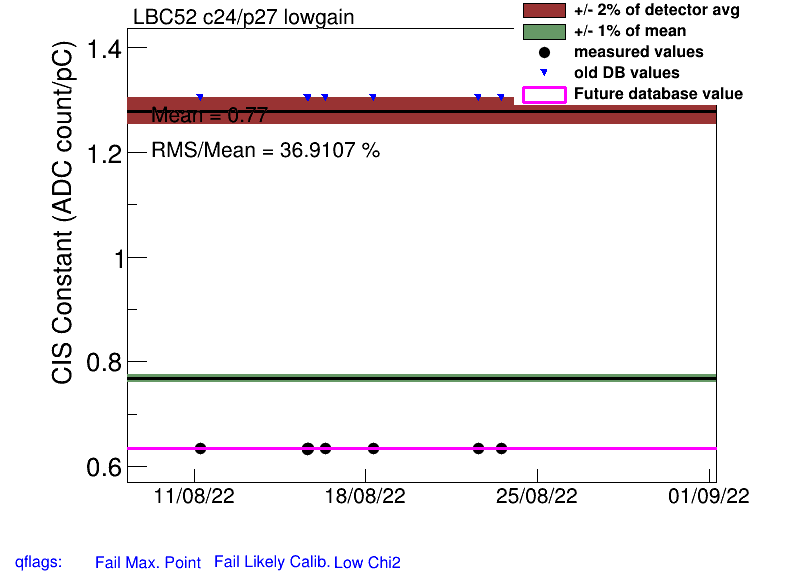 LBC52 c24/p27 lowgain
+/- 2% of detector avg
+/- 1% of mean
measured values
old DB values
Future database value
Mean = 0.77
RMS/Mean = 36.9107 %
CIS Constant (ADC count/pC)
1.4
1.2
1
0.8
0.6
11/08/22 18/08/22 25/08/22 01/09/22
qflags: Fail Max. Point Fail Likely Calib. Low Chi2